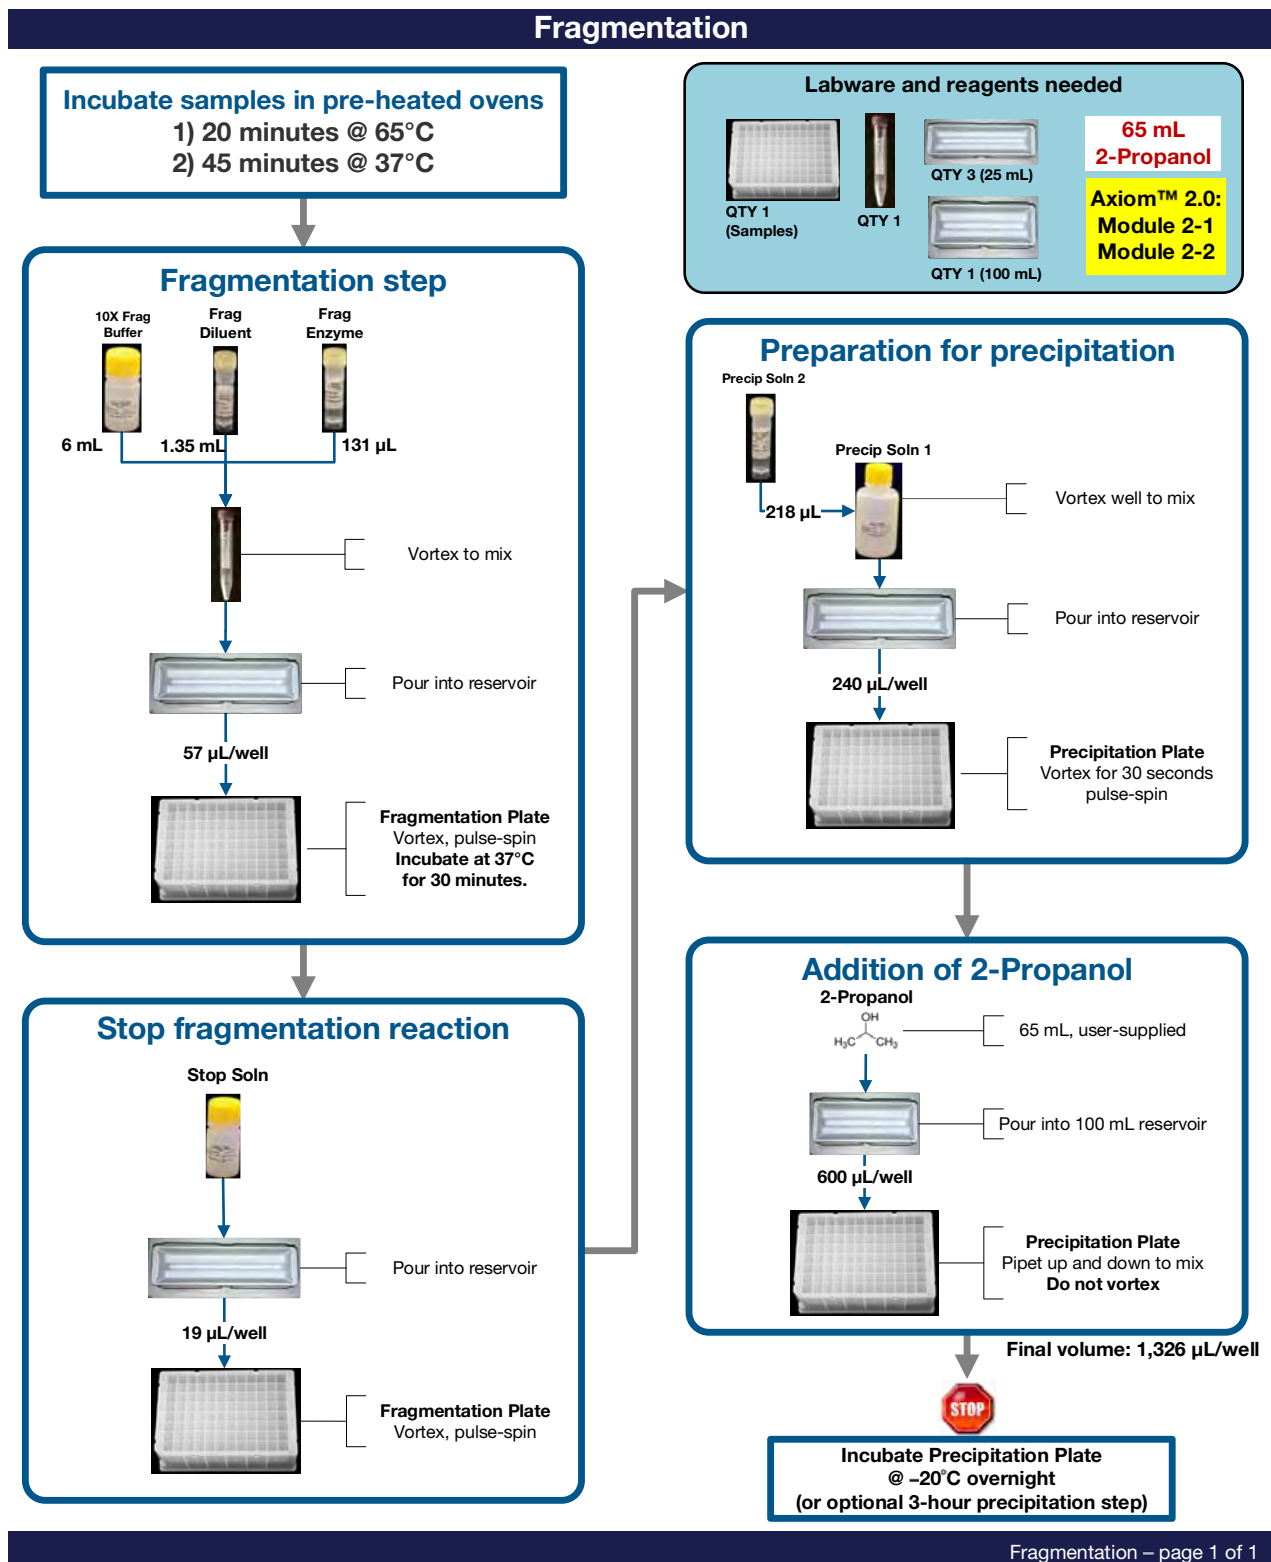 Fragmentation
Incubate samples in pre-heated ovens
1) 20 minutes @ 65°C
2) 45 minutes @ 37°C
Fragmentation step
10X Frag
Buffer
Frag
Diluent
Frag
Enzyme
6 mL
1.35 mL
131 µL
Vortex to mix
Pour into reservoir
57 µL/well
Fragmentation Plate
Vortex, pulse-spin
Incubate at 37°C
for 30 minutes.
Stop fragmentation reaction
Stop Soln
Pour into reservoir
19 µL/well
Fragmentation Plate
Vortex, pulse-spin
Labware and reagents needed
QTY 1
(Samples)
QTY 1
QTY 3 (25 mL)
QTY 1 (100 mL)
65 mL
2-Propanol
Axiom™ 2.0:
Module 2-1
Module 2-2
Preparation for precipitation
Precip Soln 2
Precip Soln 1
218 µL
Vortex well to mix
Pour into reservoir
240 µL/well
Precipitation Plate
Vortex for 30 seconds
pulse-spin
Addition of 2-Propanol
2-Propanol
OH
H₃C
CH₃
65 mL, user-supplied
Pour into 100 mL reservoir
600 µL/well
Precipitation Plate
Pipet up and down to mix
Do not vortex
Final volume: 1,326 µL/well
STOP
Incubate Precipitation Plate
@ –20°C overnight
(or optional 3-hour precipitation step)
Fragmentation – page 1 of 1